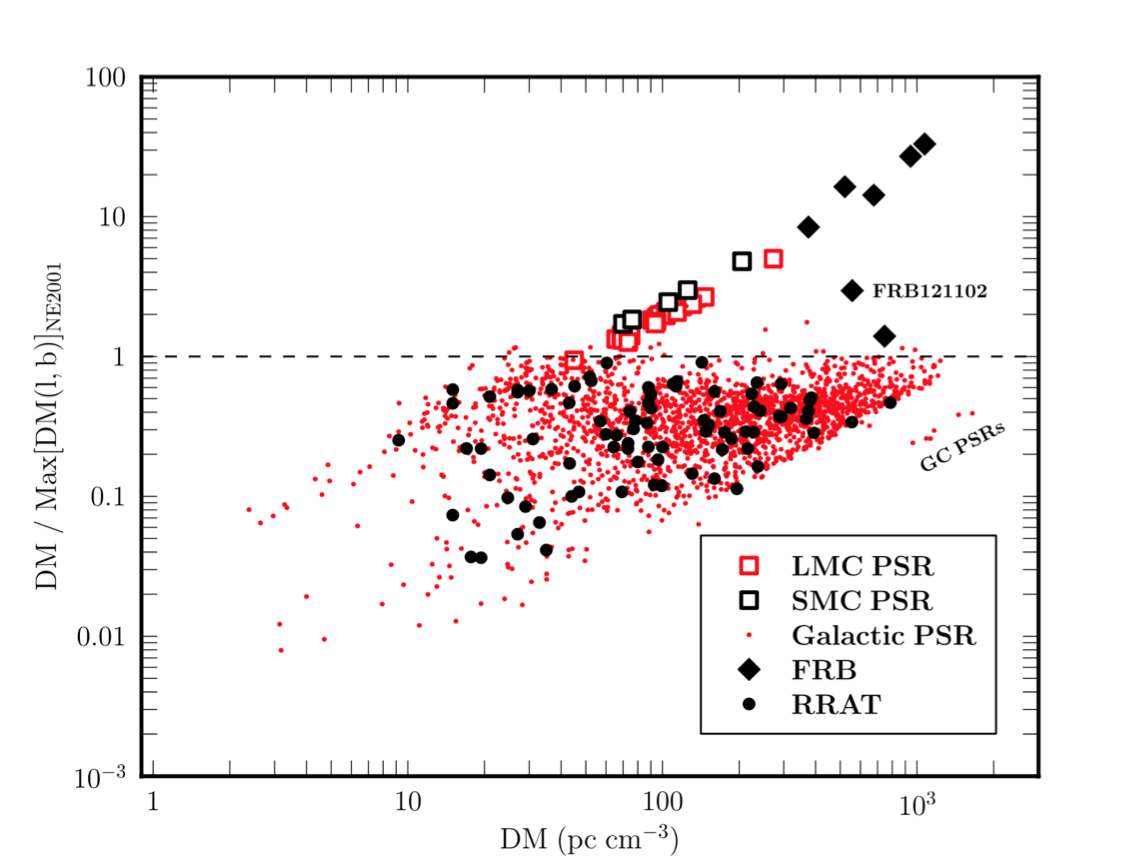 100
10
1
0.1
0.01
10⁻³
DM / Max[DM(l, b)]NE2001
FRB121102
GC PSRs
LMC PSR
SMC PSR
Galactic PSR
FRB
RRAT
1 10 100 10³
DM (pc cm⁻³)